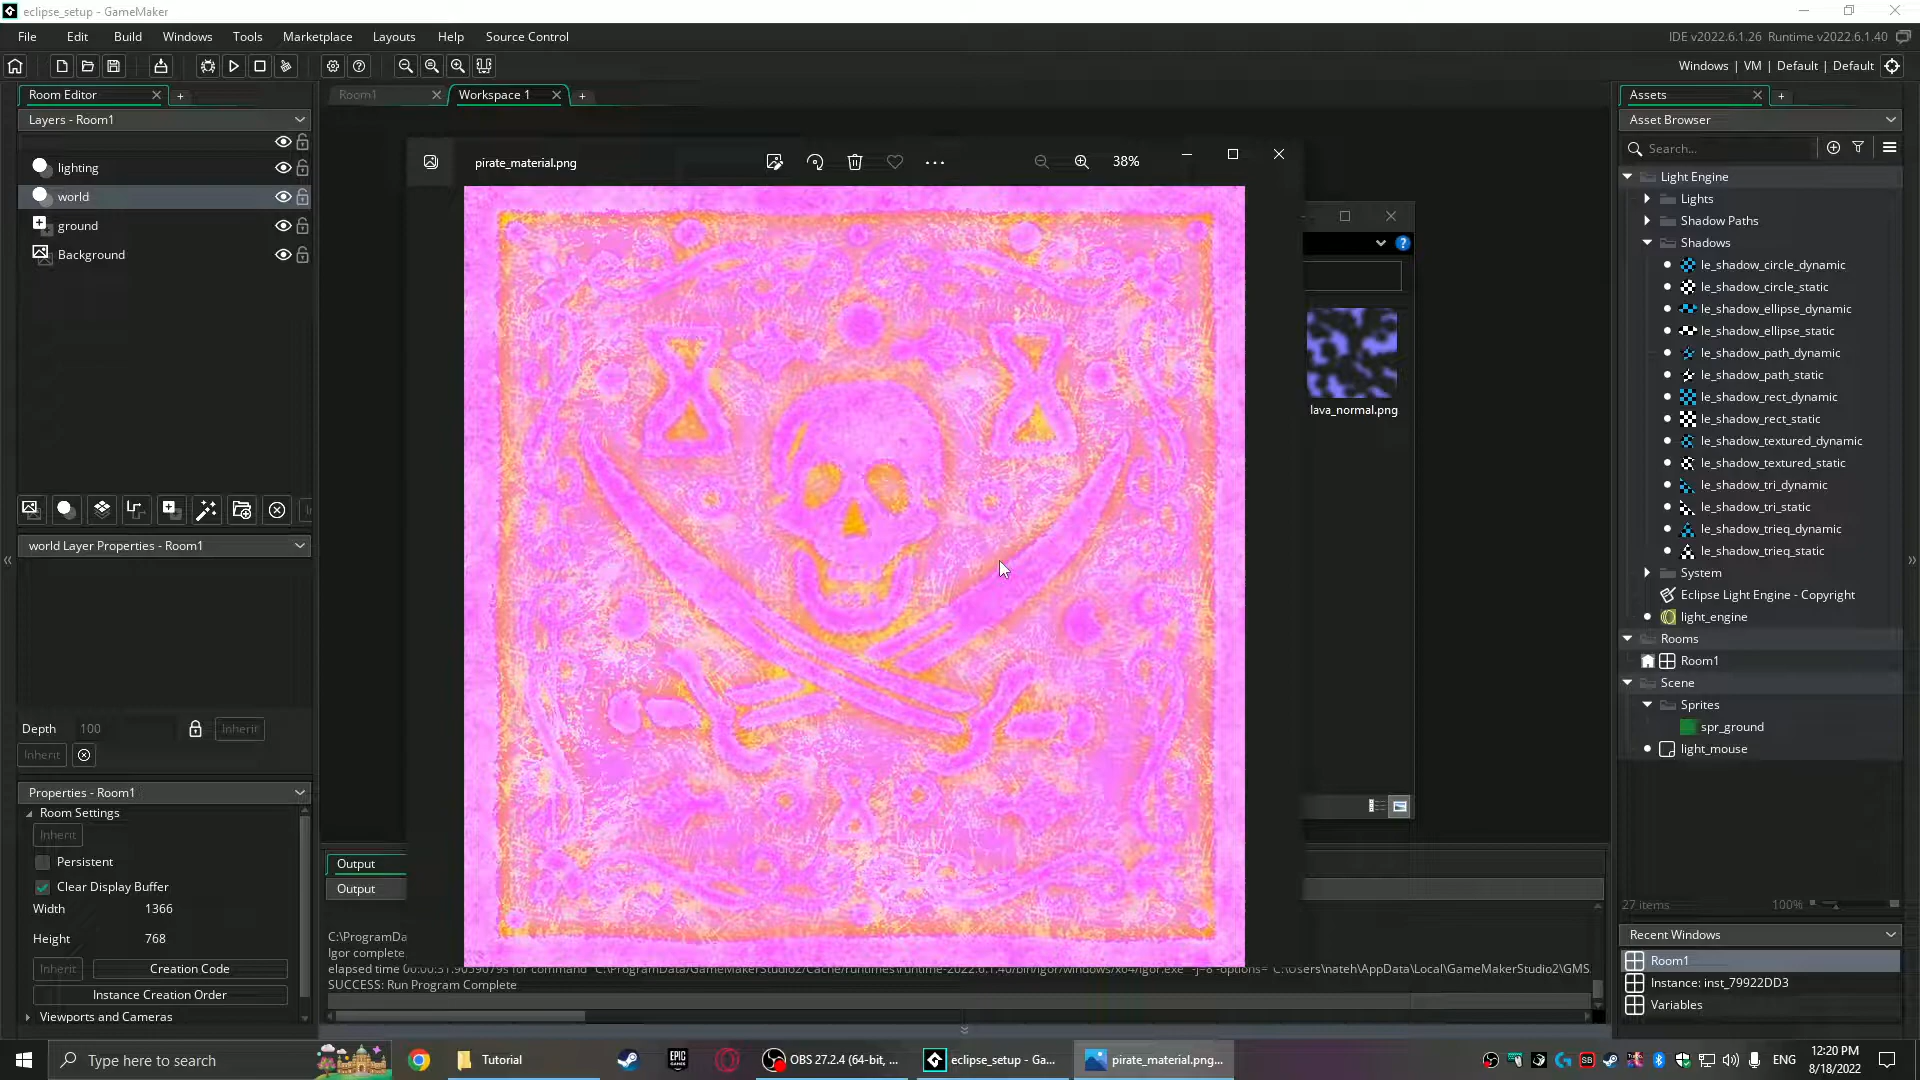 eclipse_setup - GameMaker
File Edit Build Windows Tools Marketplace Layouts Help Source Control
IDE v2022.6.1.26 Runtime v2022.6.1.40
Windows | VM | Default | Default
Room Editor
Room1
Workspace 1
Assets
Layers - Room1
Asset Browser
Search...
lighting
world
ground
Background
pirate_material.png
38%
lava_normal.png
Light Engine
Lights
Shadow Paths
Shadows
le_shadow_circle_dynamic
le_shadow_circle_static
le_shadow_ellipse_dynamic
le_shadow_ellipse_static
le_shadow_path_dynamic
le_shadow_path_static
le_shadow_rect_dynamic
le_shadow_rect_static
le_shadow_textured_dynamic
le_shadow_textured_static
le_shadow_tri_dynamic
le_shadow_tri_static
le_shadow_trieq_dynamic
le_shadow_trieq_static
System
Eclipse Light Engine - Copyright
light_engine
Rooms
Room1
Scene
Sprites
spr_ground
light_mouse
27 items
100%
Recent Windows
Room1
Instance: inst_79922DD3
Variables
world Layer Properties - Room1
Depth 100 Inherit
Inherit
Properties - Room1
Room Settings
Inherit
Persistent
Clear Display Buffer
Width 1366
Height 768
Inherit Creation Code
Instance Creation Order
Viewports and Cameras
Output
Output
C:\ProgramDa
Igor complete
SUCCESS: Run Program Complete
Type here to search
Tutorial
EPIC GAMES
OBS 27.2.4 (64-bit, ...
eclipse_setup - Ga...
pirate_material.png...
ENG
12:20 PM
8/18/2022